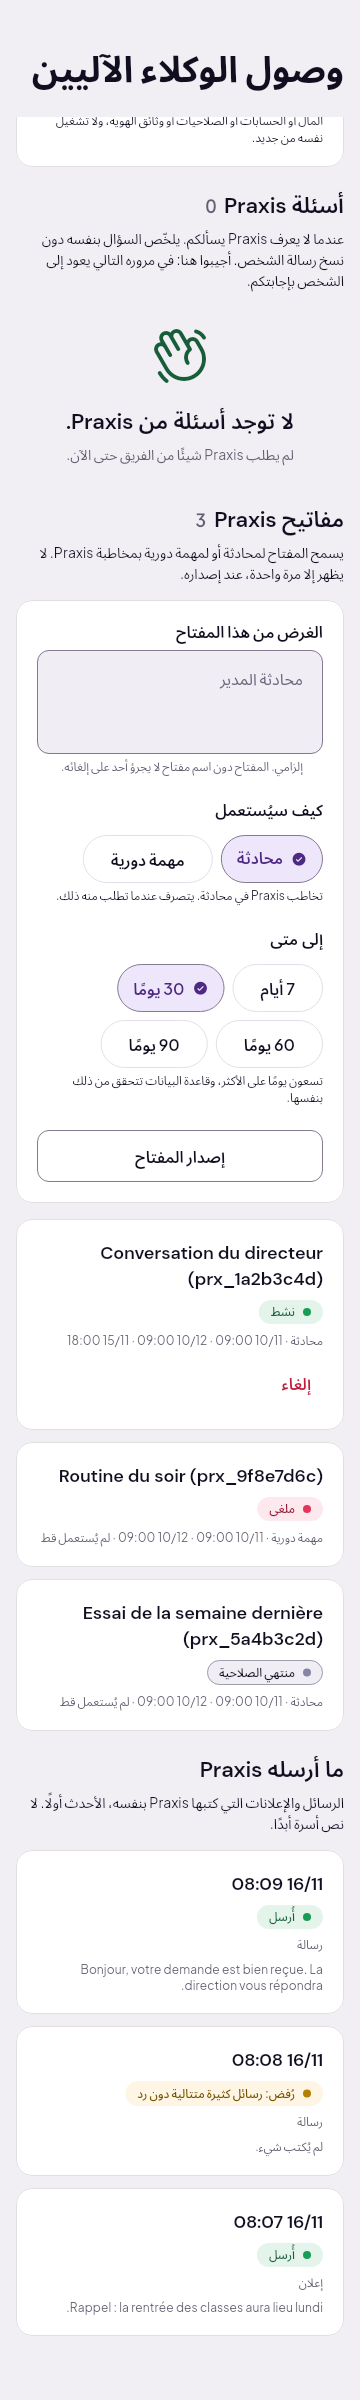 وصول الوكلاء الآليين
المال أو الحسابات أو الصلاحيات أو وثائق الهوية، ولا تشغيل
نفسه من جديد.
أسئلة Praxis 0
عندما لا يعرف Praxis يسألكم. يلخّص السؤال بنفسه دون
نسخ رسالة الشخص. أجيبوا هنا: في مروره التالي يعود إلى
الشخص بإجابتكم.
لا توجد أسئلة من Praxis.
لم يطلب Praxis شيئًا من الفريق حتى الآن.
مفاتيح Praxis 3
يسمح المفتاح لمحادثة أو لمهمة دورية بمخاطبة Praxis. لا
يظهر إلا مرة واحدة، عند إصداره.
الغرض من هذا المفتاح
محادثة المدير
إلزامي. المفتاح دون اسم مفتاح لا يجرؤ أحد على إلغائه.
كيف سيُستعمل
محادثة
مهمة دورية
تخاطب Praxis في محادثة. يتصرف عندما تطلب منه ذلك.
إلى متى
7 أيام
30 يومًا
60 يومًا
90 يومًا
تسعون يومًا على الأكثر، وقاعدة البيانات تتحقق من ذلك
بنفسها.
إصدار المفتاح
Conversation du directeur
(prx_1a2b3c4d)
نشط
محادثة · 10/11 09:00 · 10/12 09:00 · 15/11 18:00
إلغاء
Routine du soir (prx_9f8e7d6c)
ملغى
مهمة دورية · 10/11 09:00 · 10/12 09:00 · لم يُستعمل قط
Essai de la semaine dernière
(prx_5a4b3c2d)
منتهي الصلاحية
محادثة · 10/11 09:00 · 10/12 09:00 · لم يُستعمل قط
ما أرسله Praxis
الرسائل والإعلانات التي كتبها Praxis بنفسه، الأحدث أولًا. لا
نص أسرة أبدًا.
16/11 08:09
أُرسل
رسالة
Bonjour, votre demande est bien reçue. La
direction vous répondra.
16/11 08:08
رُفض: رسائل كثيرة متتالية دون رد
رسالة
لم يُكتب شيء.
16/11 08:07
أُرسل
إعلان
Rappel : la rentrée des classes aura lieu lundi.